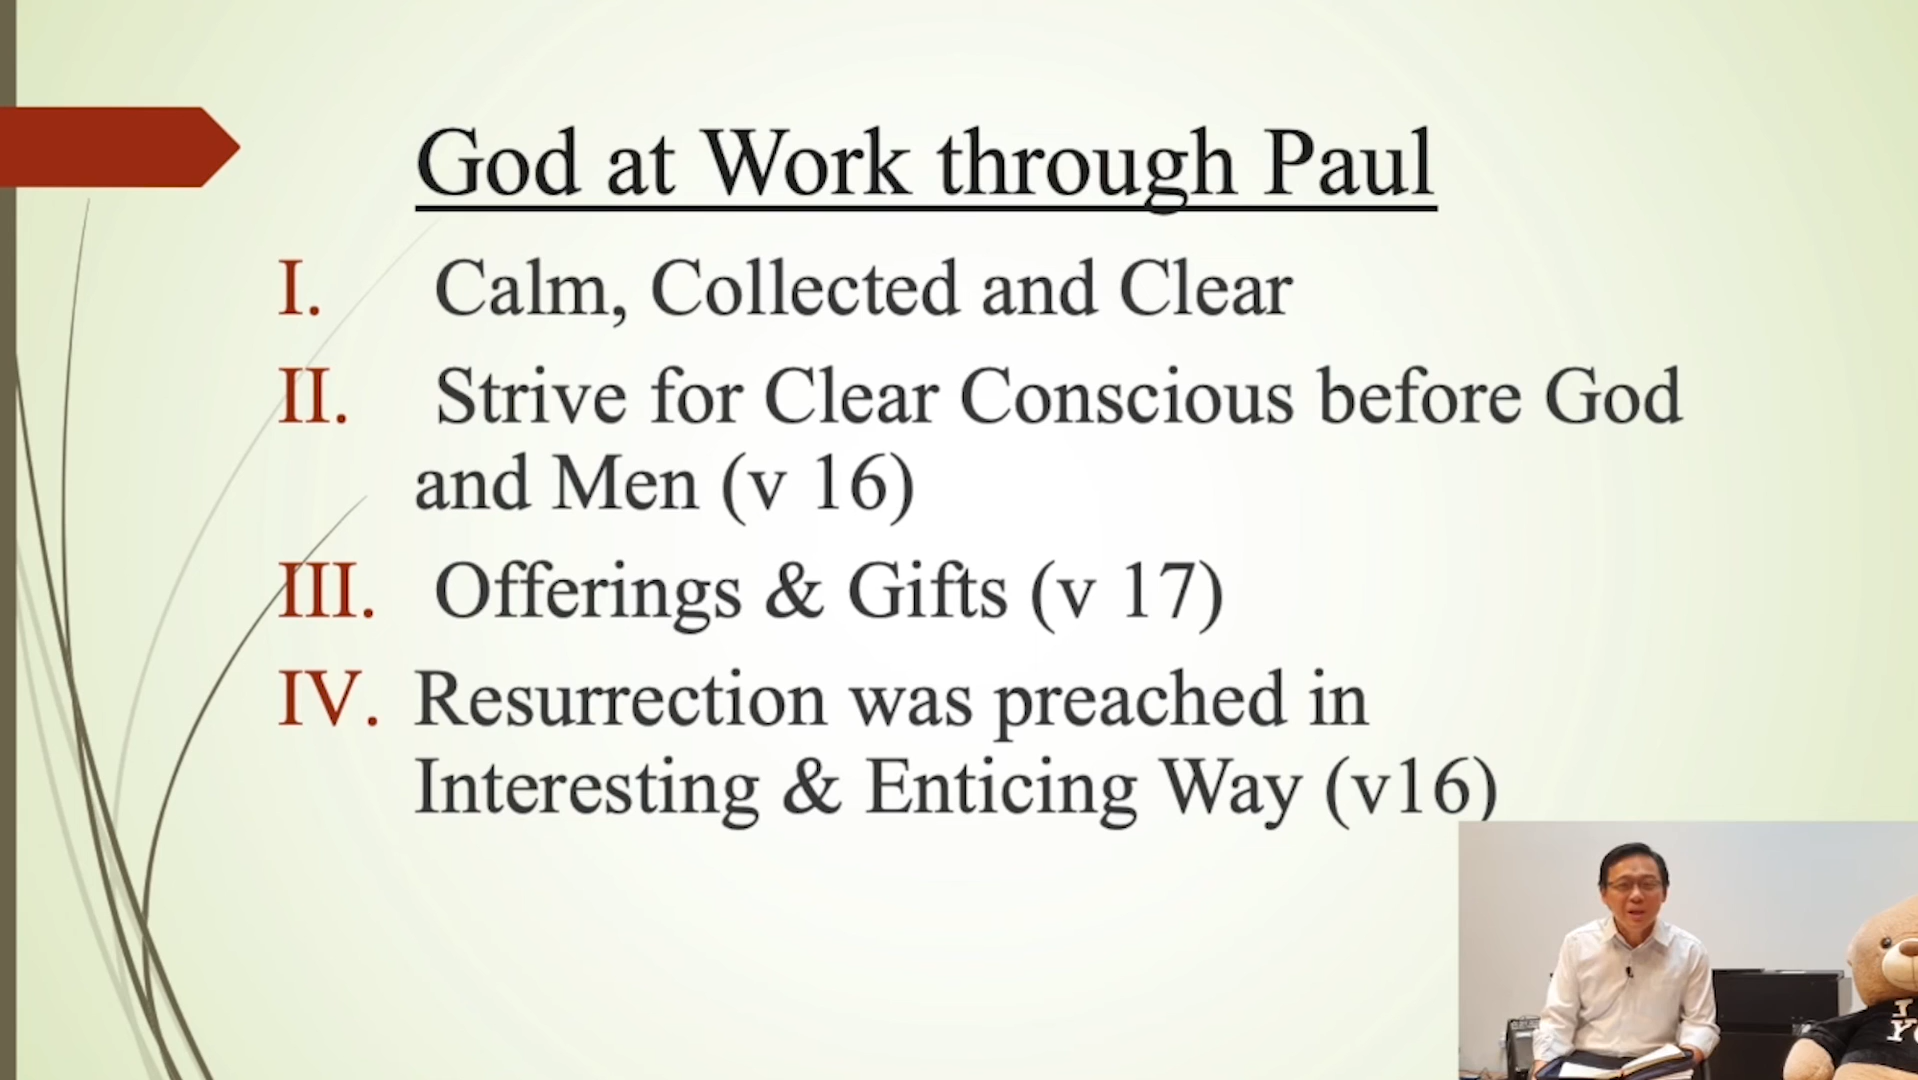 God at Work through Paul
I. Calm, Collected and Clear
II. Strive for Clear Conscious before God
and Men (v 16)
III. Offerings & Gifts (v 17)
IV. Resurrection was preached in
Interesting & Enticing Way (v16)